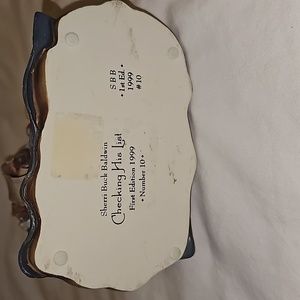 Sherri Buck Baldwin
Checking His List
First Edition 1999
• Number 10 •
S B B
• 1st Ed. •
1999
#10